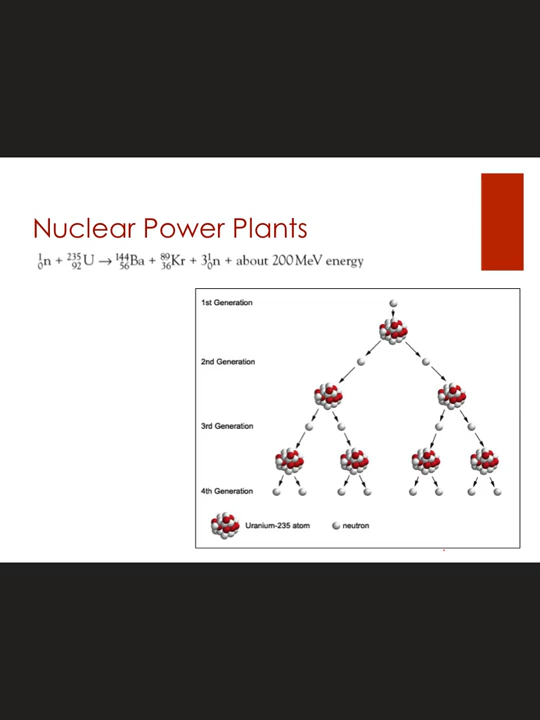 Nuclear Power Plants
¹₀n + ²³⁵₉₂U → ¹⁴⁴₅₆Ba + ⁸⁹₃₆Kr + 3¹₀n + about 200 MeV energy
1st Generation
2nd Generation
3rd Generation
4th Generation
Uranium-235 atom neutron